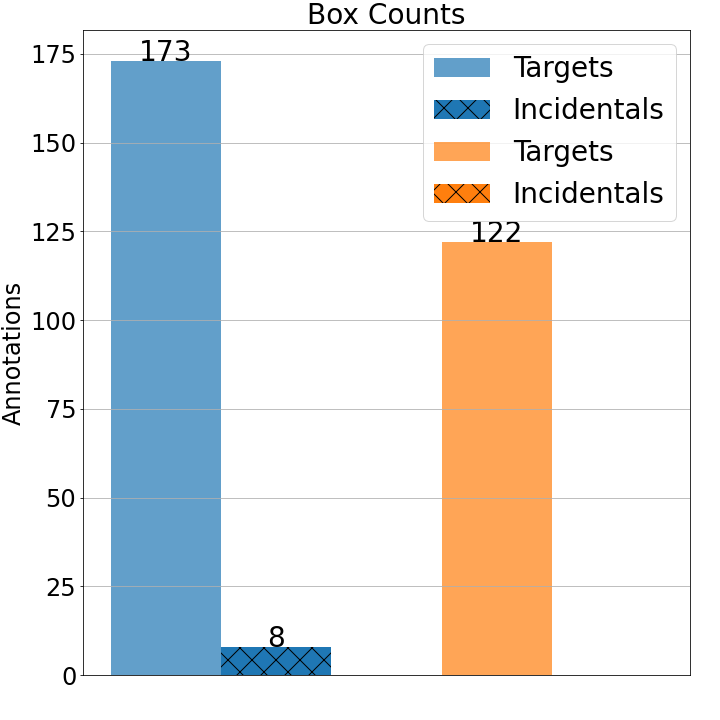 Box Counts
Annotations
175
150
125
100
75
50
25
0
173
8
122
Targets
Incidentals
Targets
Incidentals